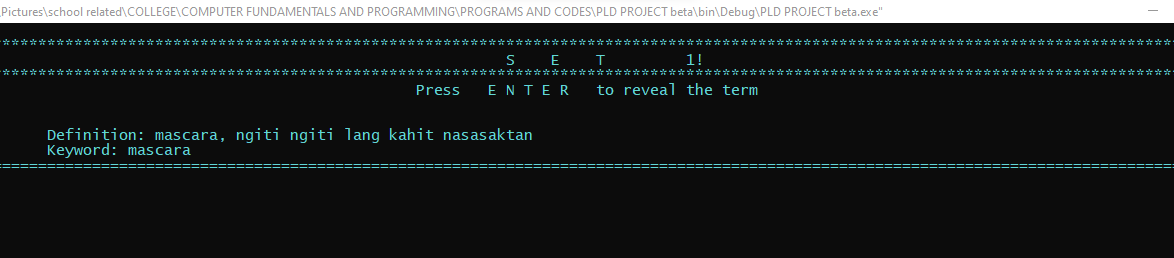 Pictures\school related\COLLEGE\COMPUTER FUNDAMENTALS AND PROGRAMMING\PROGRAMS AND CODES\PLD PROJECT beta\bin\Debug\PLD PROJECT beta.exe"
***********************************************************************************************************************************
S E T 1!
***********************************************************************************************************************************
Press E N T E R to reveal the term
Definition: mascara, ngiti ngiti lang kahit nasasaktan
Keyword: mascara
===================================================================================================================================